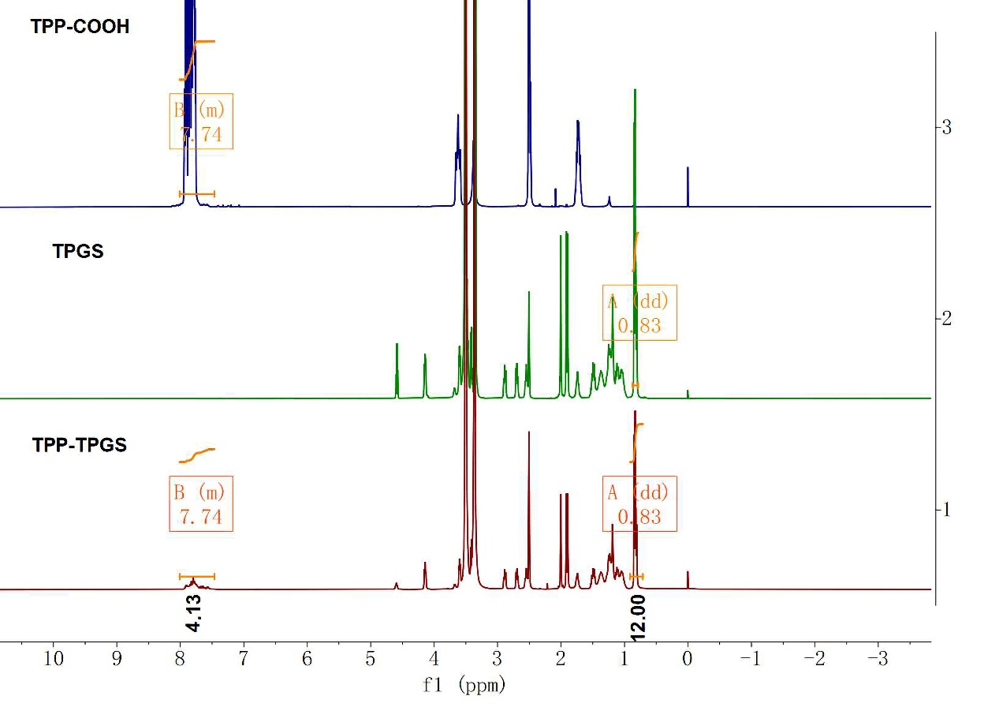 TPP-COOH
B (m)
7.74
3
TPGS
A (dd)
0.83
2
TPP-TPGS
B (m)
7.74
A (dd)
0.83
1
4.13
12.00
10 9 8 7 6 5 4 3 2 1 0 -1 -2 -3
f1 (ppm)